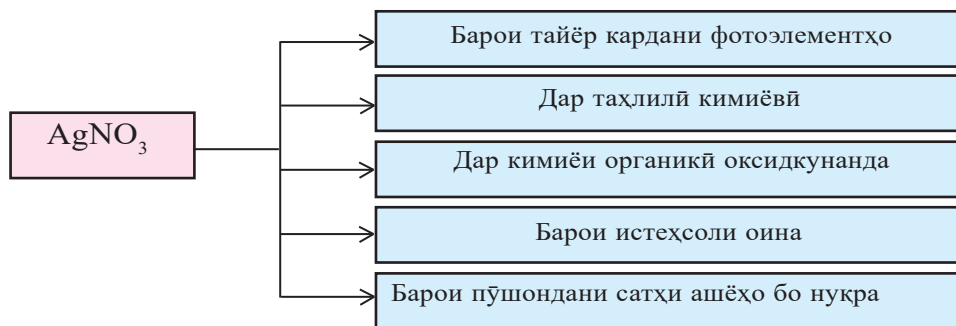 AgNO₃
Барои тайёр кардани фотоэлементҳо
Дар таҳлилӣ кимиёвӣ
Дар кимиёи органикӣ оксидкунанда
Барои истеҳсоли оина
Барои пӯшондани сатҳи ашёҳо бо нуқра